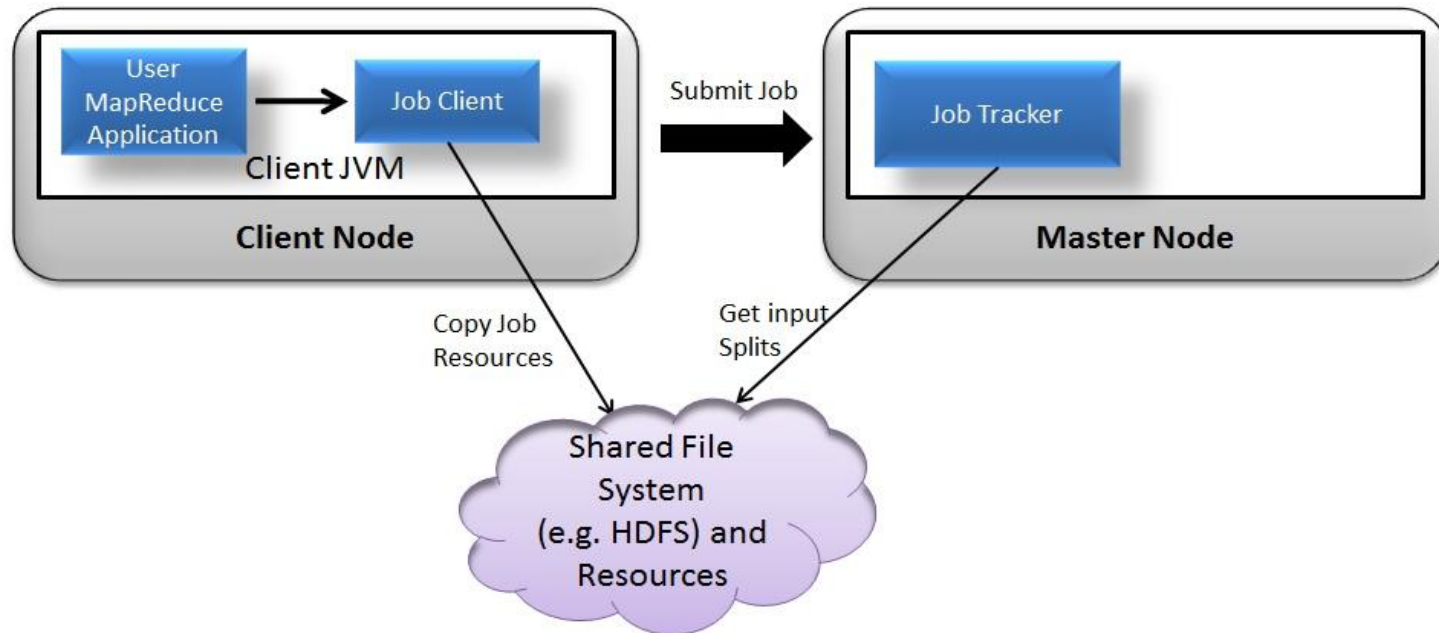 User
MapReduce
Application
Job Client
Client JVM
Client Node
Submit Job
Job Tracker
Master Node
Copy Job
Resources
Get input
Splits
Shared File
System
(e.g. HDFS) and
Resources